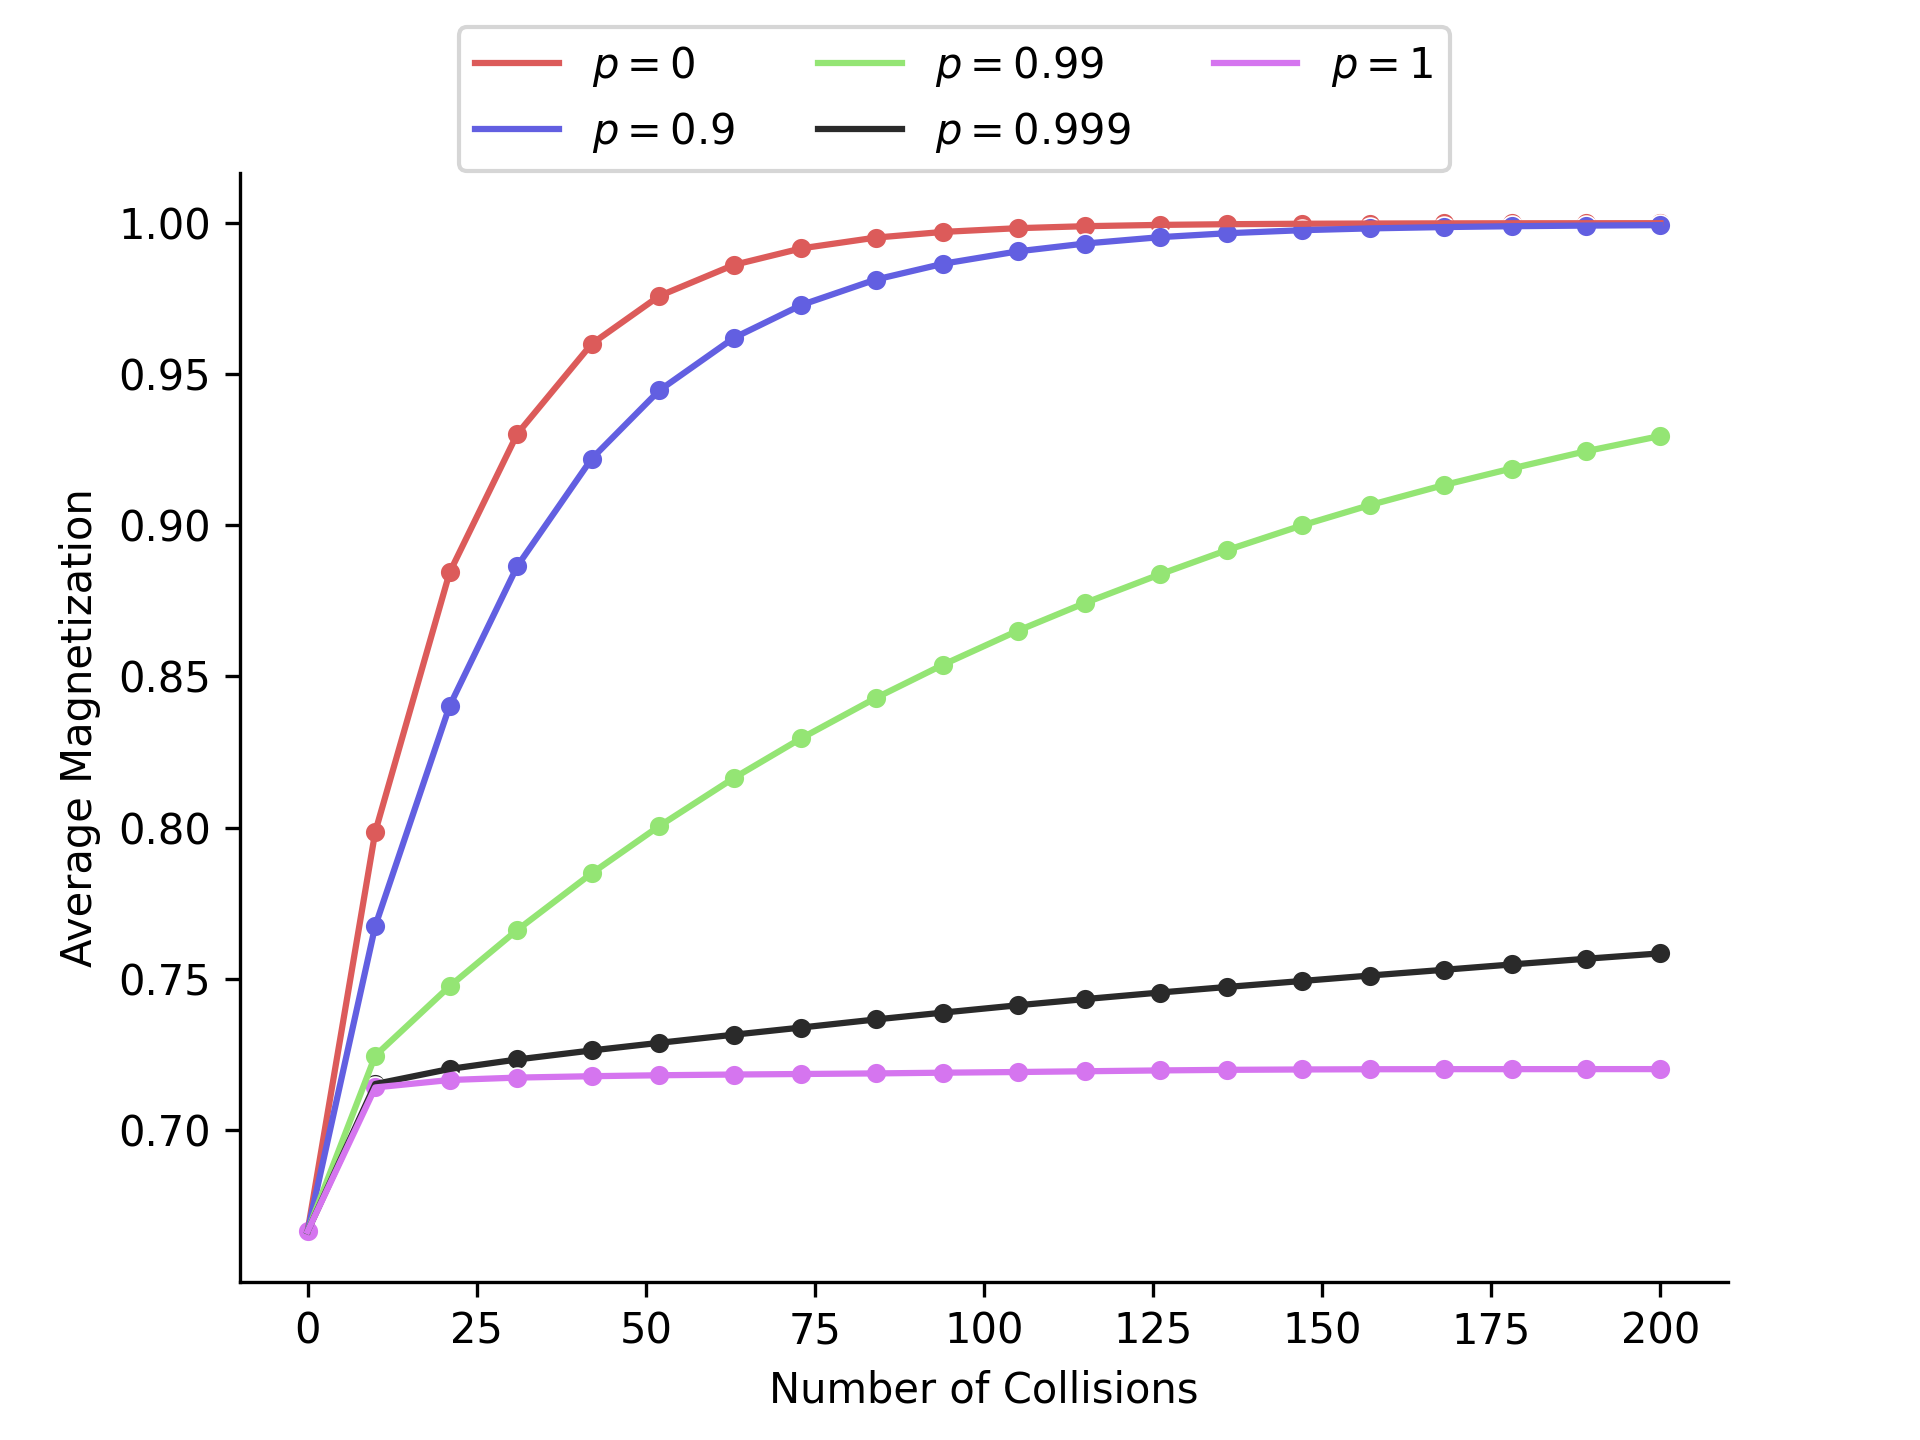 p = 0
p = 0.9
p = 0.99
p = 0.999
p = 1
1.00
0.95
0.90
0.85
0.80
0.75
0.70
Average Magnetization
0 25 50 75 100 125 150 175 200
Number of Collisions